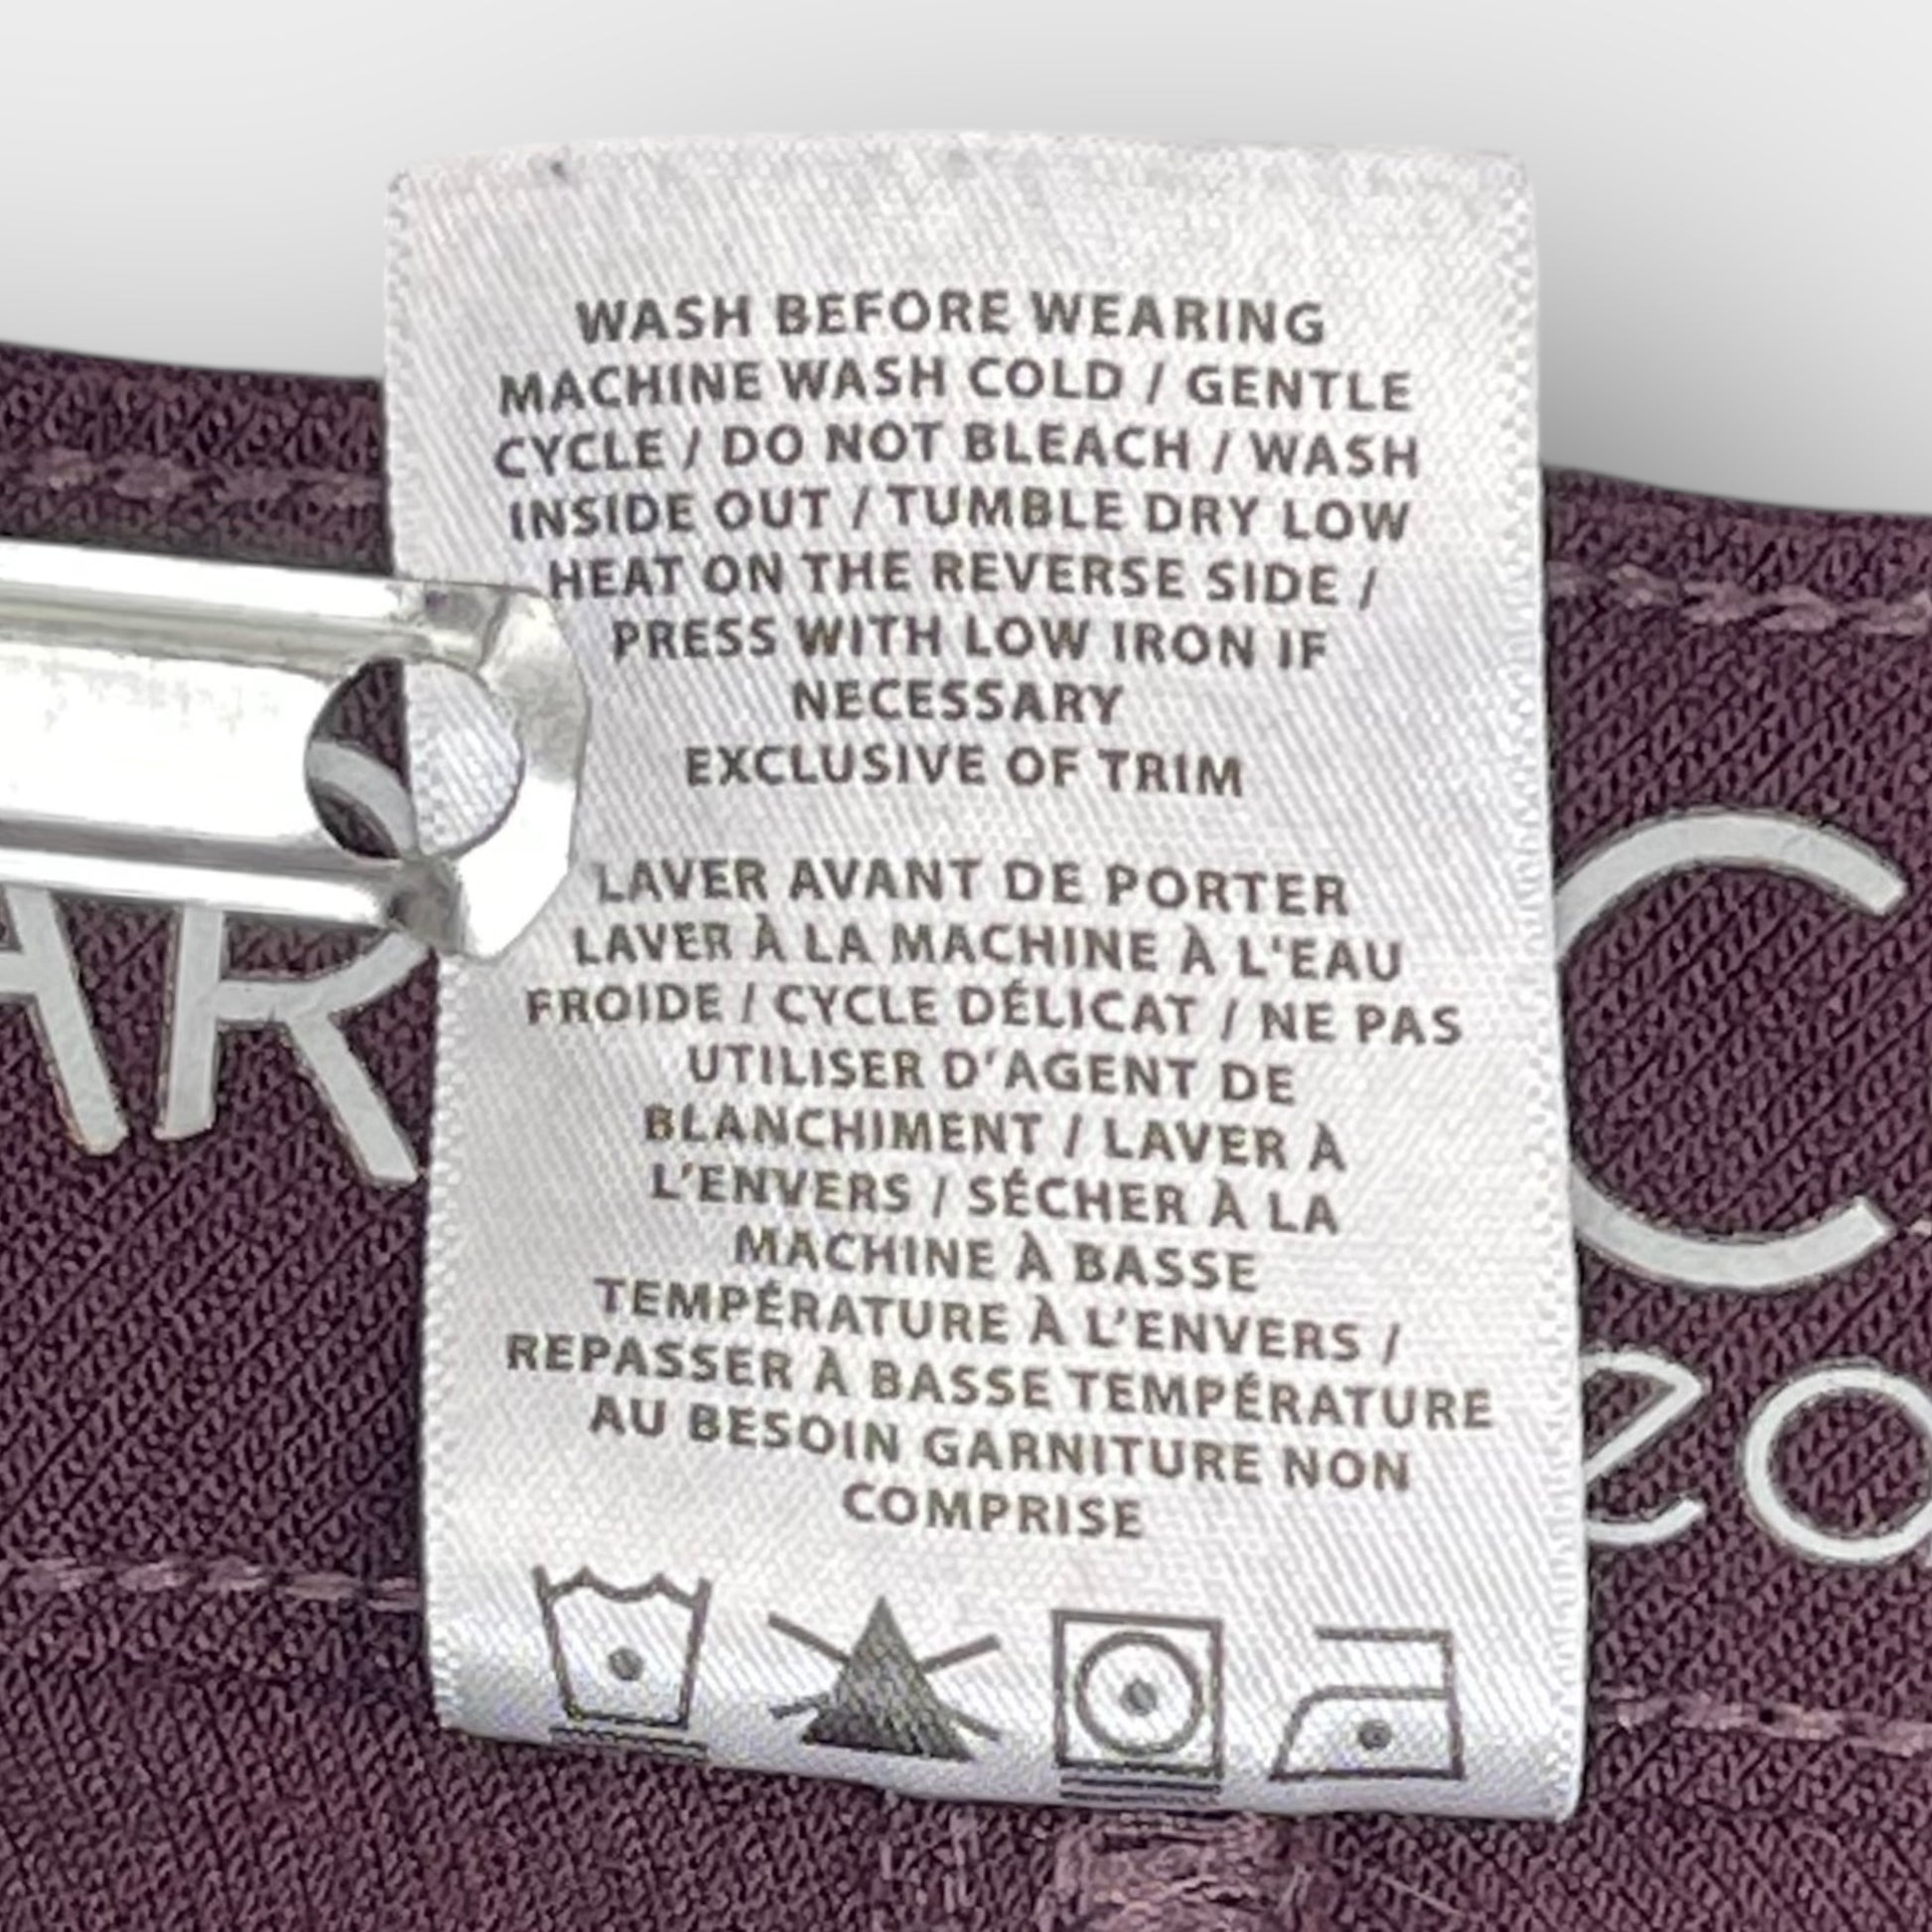 WASH BEFORE WEARING
MACHINE WASH COLD / GENTLE
CYCLE / DO NOT BLEACH / WASH
INSIDE OUT / TUMBLE DRY LOW
HEAT ON THE REVERSE SIDE /
PRESS WITH LOW IRON IF
NECESSARY
EXCLUSIVE OF TRIM
LAVER AVANT DE PORTER
LAVER À LA MACHINE À L'EAU
FROIDE / CYCLE DÉLICAT / NE PAS
UTILISER D'AGENT DE
BLANCHIMENT / LAVER À
L'ENVERS / SÉCHER À LA
MACHINE À BASSE
TEMPÉRATURE À L'ENVERS /
REPASSER À BASSE TEMPÉRATURE
AU BESOIN GARNITURE NON
COMPRISE